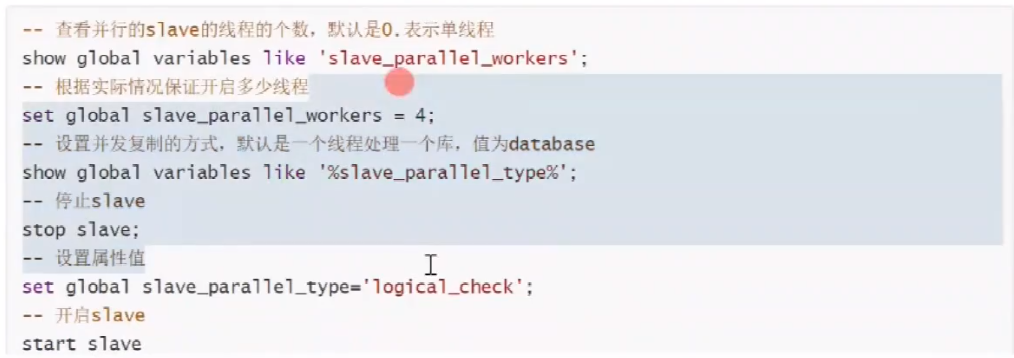 -- 查看并行的slave的线程的个数，默认是0.表示单线程
show global variables like 'slave_parallel_workers';
-- 根据实际情况保证开启多少线程
set global slave_parallel_workers = 4;
-- 设置并发复制的方式，默认是一个线程处理一个库，值为database
show global variables like '%slave_parallel_type%';
-- 停止slave
stop slave;
-- 设置属性值
set global slave_parallel_type='logical_check';
-- 开启slave
start slave